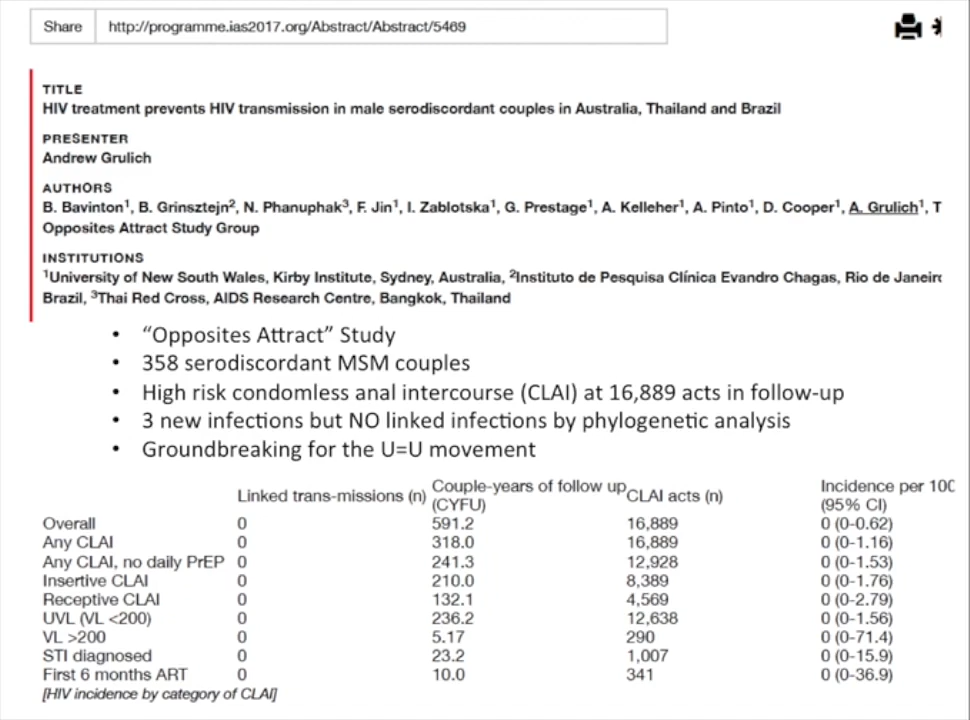 Share http://programme.ias2017.org/Abstract/Abstract/5469
TITLE
HIV treatment prevents HIV transmission in male serodiscordant couples in Australia, Thailand and Brazil
PRESENTER
Andrew Grulich
AUTHORS
B. Bavinton¹, B. Grinsztejn², N. Phanuphak³, F. Jin¹, I. Zablotska¹, G. Prestage¹, A. Kelleher¹, A. Pinto¹, D. Cooper¹, A. Grulich¹, T
Opposites Attract Study Group
INSTITUTIONS
¹University of New South Wales, Kirby Institute, Sydney, Australia, ²Instituto de Pesquisa Clínica Evandro Chagas, Rio de Janeiro
Brazil, ³Thai Red Cross, AIDS Research Centre, Bangkok, Thailand
• “Opposites Attract” Study
• 358 serodiscordant MSM couples
• High risk condomless anal intercourse (CLAI) at 16,889 acts in follow-up
• 3 new infections but NO linked infections by phylogenetic analysis
• Groundbreaking for the U=U movement
Linked trans-missions (n) Couple-years of follow up (CYFU) CLAI acts (n) Incidence per 100 (95% CI)
Overall 0 591.2 16,889 0 (0-0.62)
Any CLAI 0 318.0 16,889 0 (0-1.16)
Any CLAI, no daily PrEP 0 241.3 12,928 0 (0-1.53)
Insertive CLAI 0 210.0 8,389 0 (0-1.76)
Receptive CLAI 0 132.1 4,569 0 (0-2.79)
UVL (VL <200) 0 236.2 12,638 0 (0-1.56)
VL >200 0 5.17 290 0 (0-71.4)
STI diagnosed 0 23.2 1,007 0 (0-15.9)
First 6 months ART 0 10.0 341 0 (0-36.9)
[HIV incidence by category of CLAI]